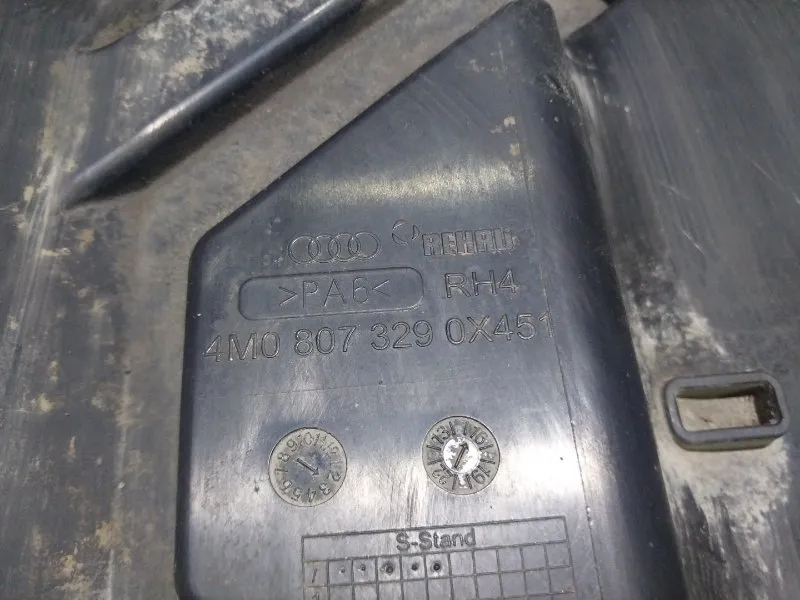 REHAU
>PA6< RH4
4M0 807 329 0X451
S-Stand